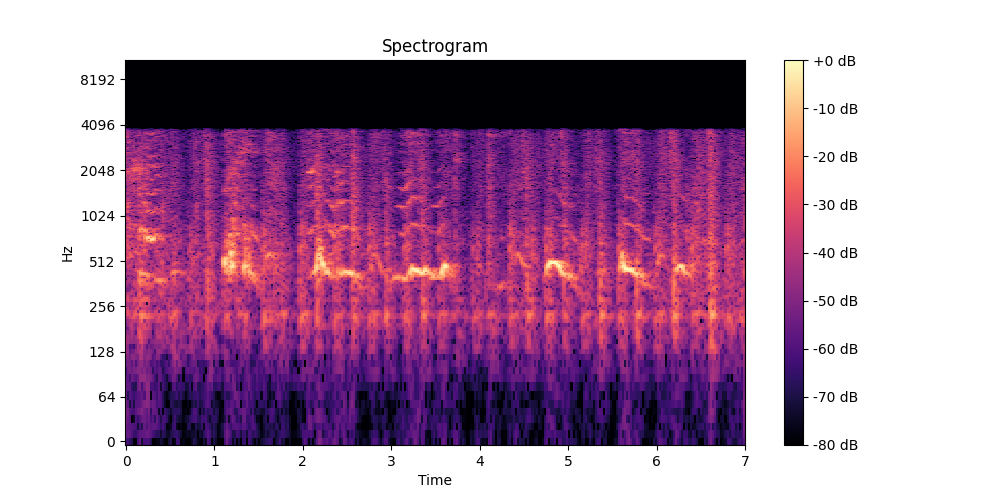 Spectrogram
Hz
8192
4096
2048
1024
512
256
128
64
0
0 1 2 3 4 5 6 7
Time
+0 dB
-10 dB
-20 dB
-30 dB
-40 dB
-50 dB
-60 dB
-70 dB
-80 dB